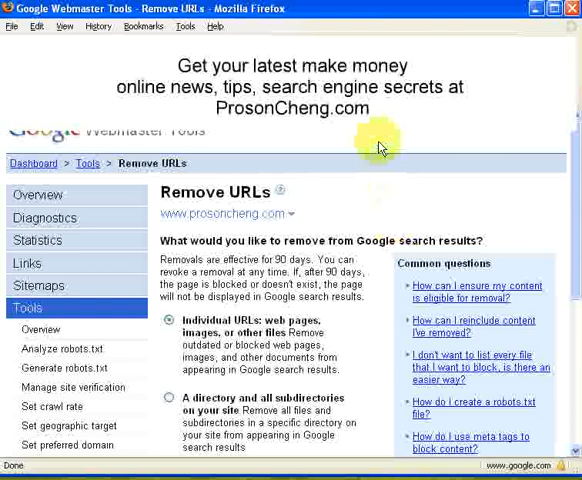 Google Webmaster Tools - Remove URLs - Mozilla Firefox
File Edit View History Bookmarks Tools Help
Get your latest make money
online news, tips, search engine secrets at
ProsonCheng.com
Google Webmaster Tools
Dashboard > Tools > Remove URLs
Overview
Diagnostics
Statistics
Links
Sitemaps
Tools
Overview
Analyze robots.txt
Generate robots.txt
Manage site verification
Set crawl rate
Set geographic target
Set preferred domain
Remove URLs
www.prosoncheng.com
What would you like to remove from Google search results?
Removals are effective for 90 days. You can
revoke a removal at any time. If, after 90 days,
the page is blocked or doesn't exist, the page
will not be displayed in Google search results.
Individual URLs: web pages,
images, or other files Remove
outdated or blocked web pages,
images, and other documents from
appearing in Google search results.
A directory and all subdirectories
on your site Remove all files and
subdirectories in a specific directory on
your site from appearing in Google
search results
Common questions
How can I ensure my content
is eligible for removal?
How can I reinclude content
I've removed?
I don't want to list every file
that I want to block, is there an
easier way?
How do I create a robots.txt
file?
How do I use meta tags to
block content?
Done
www.google.com